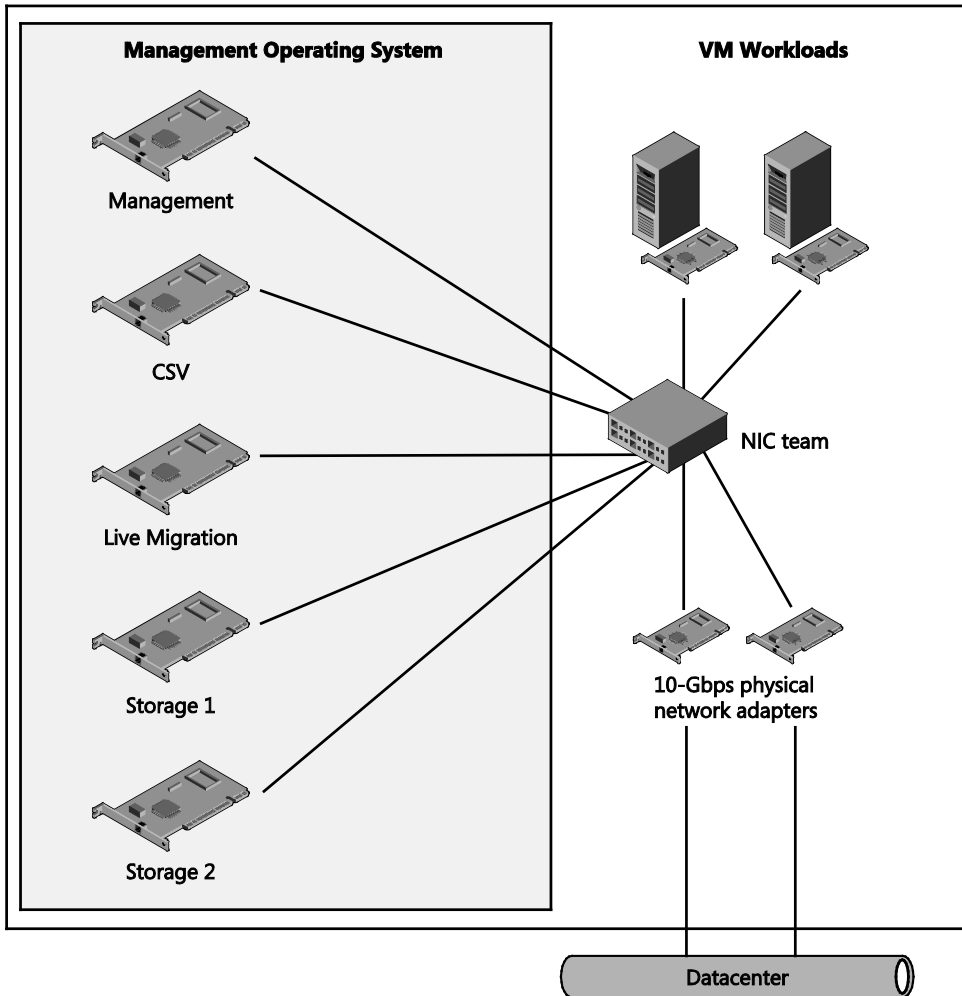 Management Operating System
VM Workloads
Management
CSV
NIC team
Live Migration
Storage 1
10-Gbps physical
network adapters
Storage 2
Datacenter